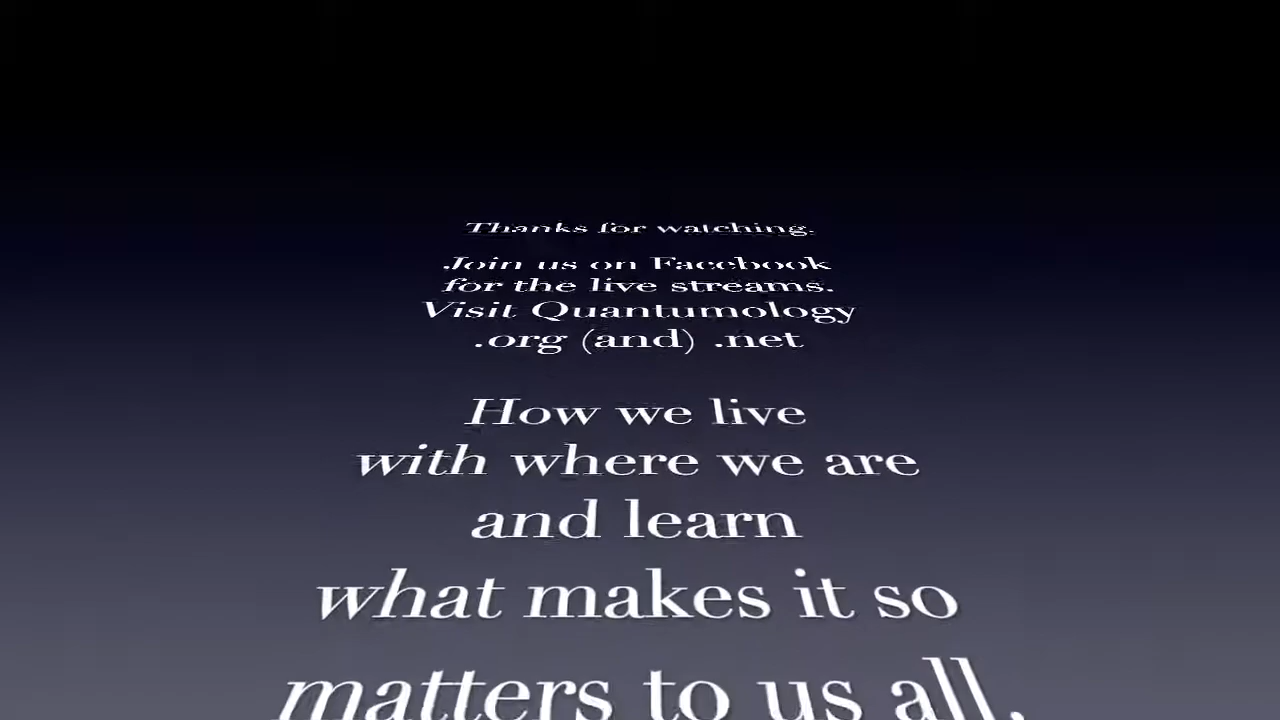 Thanks for watching.
Join us on Facebook
for the live streams.
Visit Quantumology
.org (and) .net
How we live
with where we are
and learn
what makes it so
matters to us all.